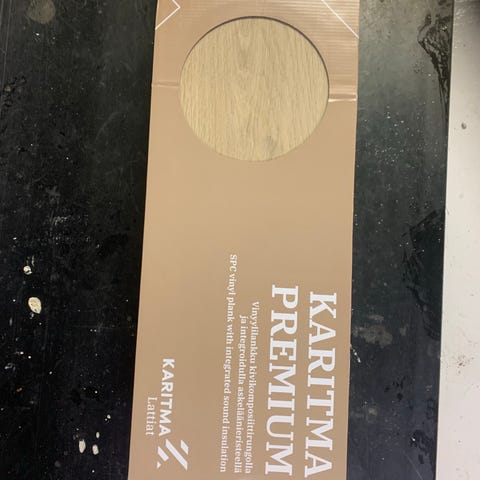 KARITMA
PREMIUM
Vinyylilankku kivikomposiittirungolla
ja integroidulla askeläänieristeellä
SPC vinyl plank with integrated sound insulation
KARITMA
Lattiat